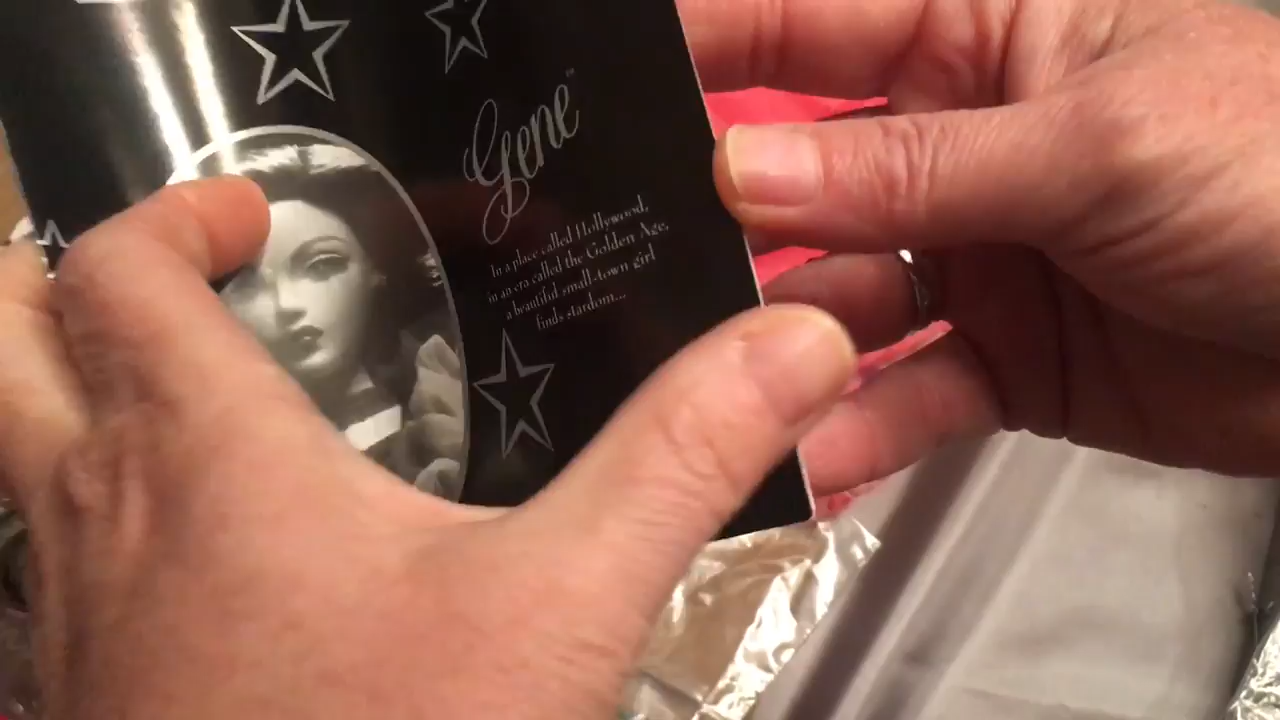 Gene™
In a place called Hollywood,
in an era called the Golden Age,
a beautiful small-town girl
finds stardom...